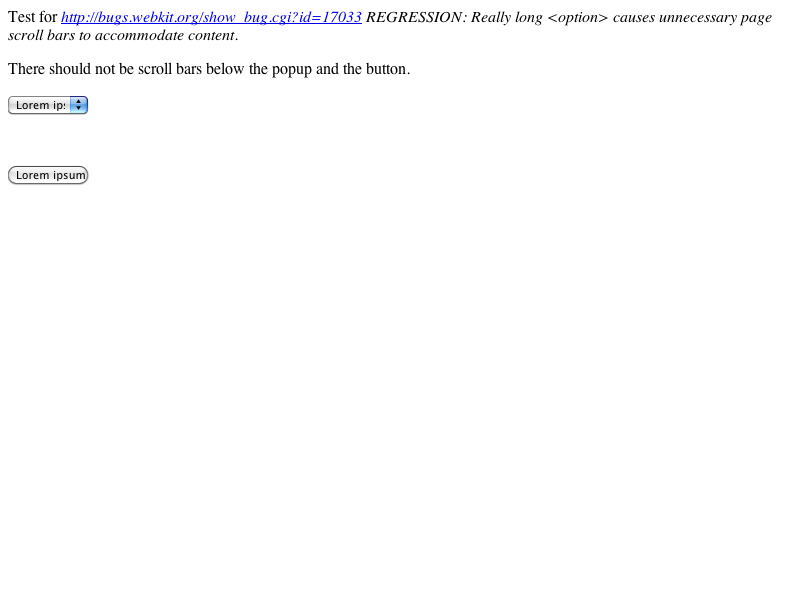 Test for http://bugs.webkit.org/show_bug.cgi?id=17033 REGRESSION: Really long <option> causes unnecessary page
scroll bars to accommodate content.
There should not be scroll bars below the popup and the button.
Lorem ip
Lorem ipsum